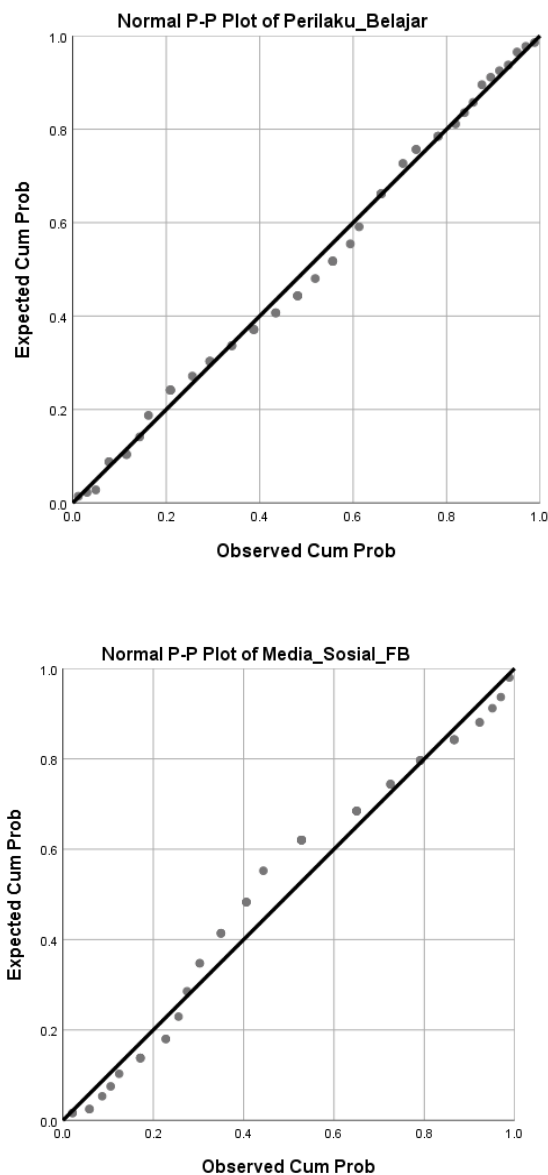 Normal P-P Plot of Perilaku_Belajar
1.0
0.8
0.6
0.4
0.2
0.0
Expected Cum Prob
0.0 0.2 0.4 0.6 0.8 1.0
Observed Cum Prob
Normal P-P Plot of Media_Sosial_FB
1.0
0.8
0.6
0.4
0.2
0.0
Expected Cum Prob
0.0 0.2 0.4 0.6 0.8 1.0
Observed Cum Prob